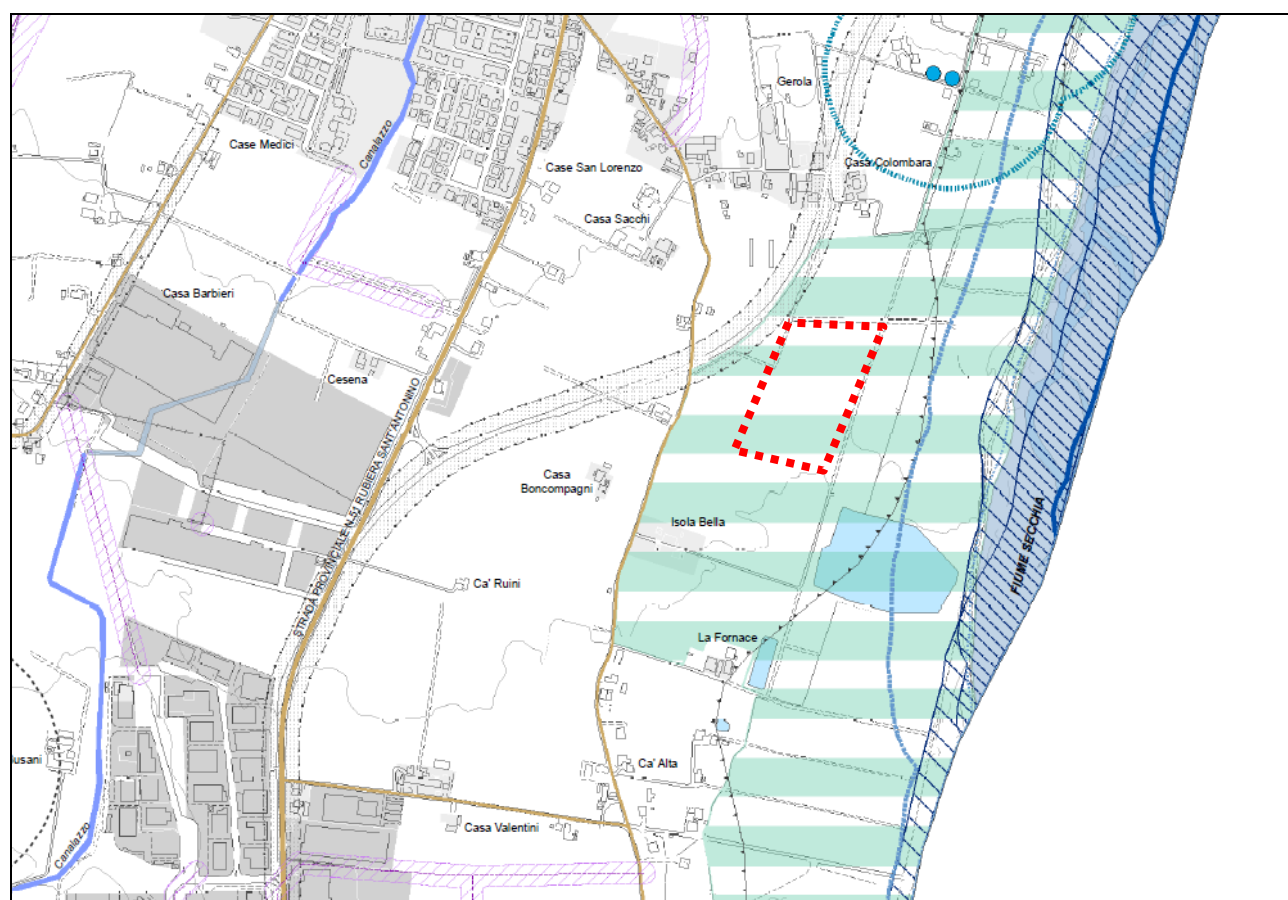 Gerola
Case Medici
Canalazzo
Case San Lorenzo
Casa Colombara
Casa Sacchi
Casa Barbieri
Cesena
STRADA PROVINCIALE N.51 RUBIERA SANT'ANTONINO
Casa
Boncompagni
Isola Bella
FIUME SECCHIA
Ca' Ruini
La Fornace
Busani
Ca' Alta
Casa Valentini
Canalazzo